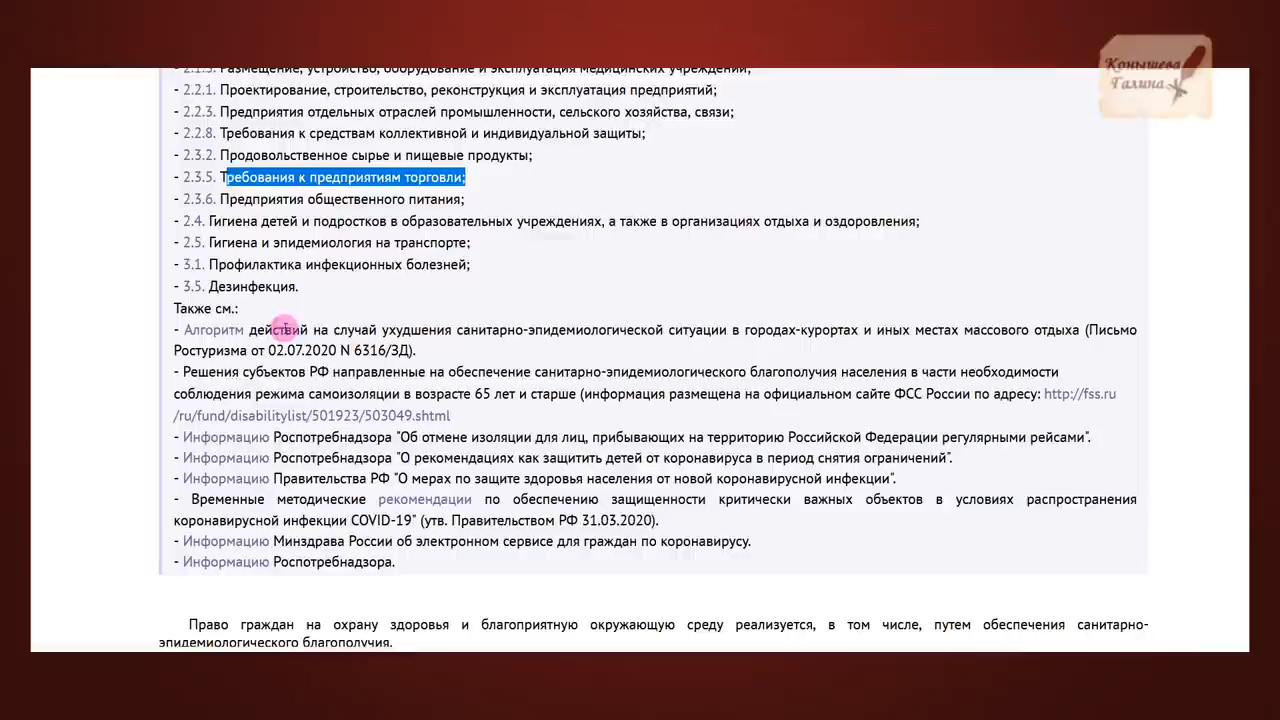 - 2.1.3. Размещение, устройство, оборудование и эксплуатация медицинских учреждений;
Конышева
Галина
- 2.2.1. Проектирование, строительство, реконструкция и эксплуатация предприятий;
- 2.2.3. Предприятия отдельных отраслей промышленности, сельского хозяйства, связи;
- 2.2.8. Требования к средствам коллективной и индивидуальной защиты;
- 2.3.2. Продовольственное сырье и пищевые продукты;
- 2.3.5. Требования к предприятиям торговли;
- 2.3.6. Предприятия общественного питания;
- 2.4. Гигиена детей и подростков в образовательных учреждениях, а также в организациях отдыха и оздоровления;
- 2.5. Гигиена и эпидемиология на транспорте;
- 3.1. Профилактика инфекционных болезней;
- 3.5. Дезинфекция.
Также см.:
- Алгоритм действий на случай ухудшения санитарно-эпидемиологической ситуации в городах-курортах и иных местах массового отдыха (Письмо
Ростуризма от 02.07.2020 N 6316/ЗД).
- Решения субъектов РФ направленные на обеспечение санитарно-эпидемиологического благополучия населения в части необходимости
соблюдения режима самоизоляции в возрасте 65 лет и старше (информация размещена на официальном сайте ФСС России по адресу: http://fss.ru
/ru/fund/disabilitylist/501923/503049.shtml
- Информацию Роспотребнадзора "Об отмене изоляции для лиц, прибывающих на территорию Российской Федерации регулярными рейсами".
- Информацию Роспотребнадзора "О рекомендациях как защитить детей от коронавируса в период снятия ограничений".
- Информацию Правительства РФ "О мерах по защите здоровья населения от новой коронавирусной инфекции".
- Временные методические рекомендации по обеспечению защищенности критически важных объектов в условиях распространения
коронавирусной инфекции COVID-19" (утв. Правительством РФ 31.03.2020).
- Информацию Минздрава России об электронном сервисе для граждан по коронавирусу.
- Информацию Роспотребнадзора.
Право граждан на охрану здоровья и благоприятную окружающую среду реализуется, в том числе, путем обеспечения санитарно-
эпидемиологического благополучия.